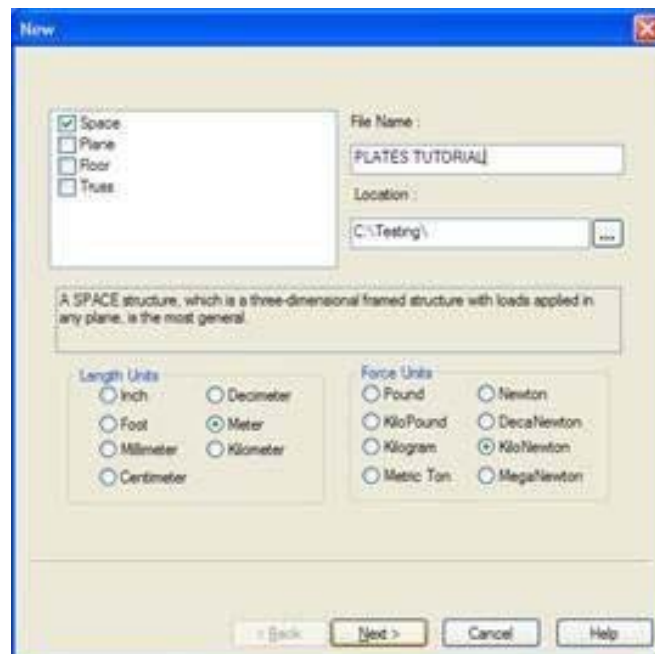 New
Space
Plane
Floor
Truss
File Name :
PLATES TUTORIAL
Location :
C:\Testing\
...
A SPACE structure, which is a three-dimensional framed structure with loads applied in
any plane, is the most general.
Length Units
Inch
Decimeter
Foot
Meter
Millimeter
Kilometer
Centimeter
Force Units
Pound
Newton
KiloPound
DecaNewton
Kilogram
KiloNewton
Metric Ton
MegaNewton
< Back
Next >
Cancel
Help